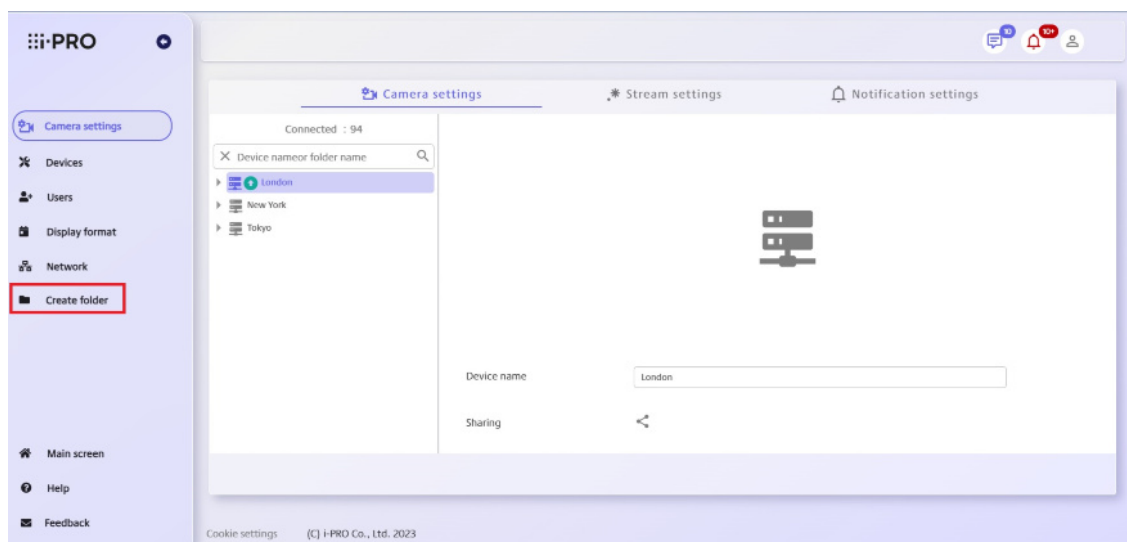 i-PRO
10
10+
Camera settings
Stream settings
Notification settings
Camera settings
Devices
Users
Display format
Network
Create folder
Main screen
Help
Feedback
Connected : 94
Device nameor folder name
London
New York
Tokyo
Device name
London
Sharing
Cookie settings (C) i-PRO Co., Ltd. 2023